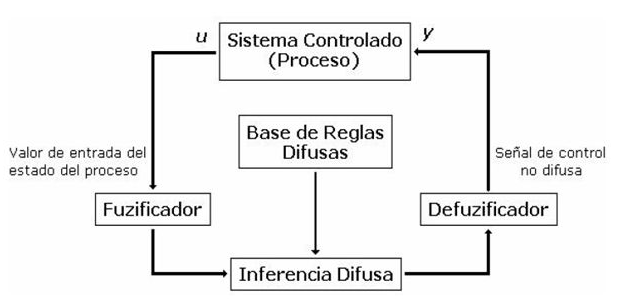 u
Sistema Controlado
(Proceso)
y
Base de Reglas
Difusas
Valor de entrada del
estado del proceso
Señal de control
no difusa
Fuzificador
Defuzificador
Inferencia Difusa